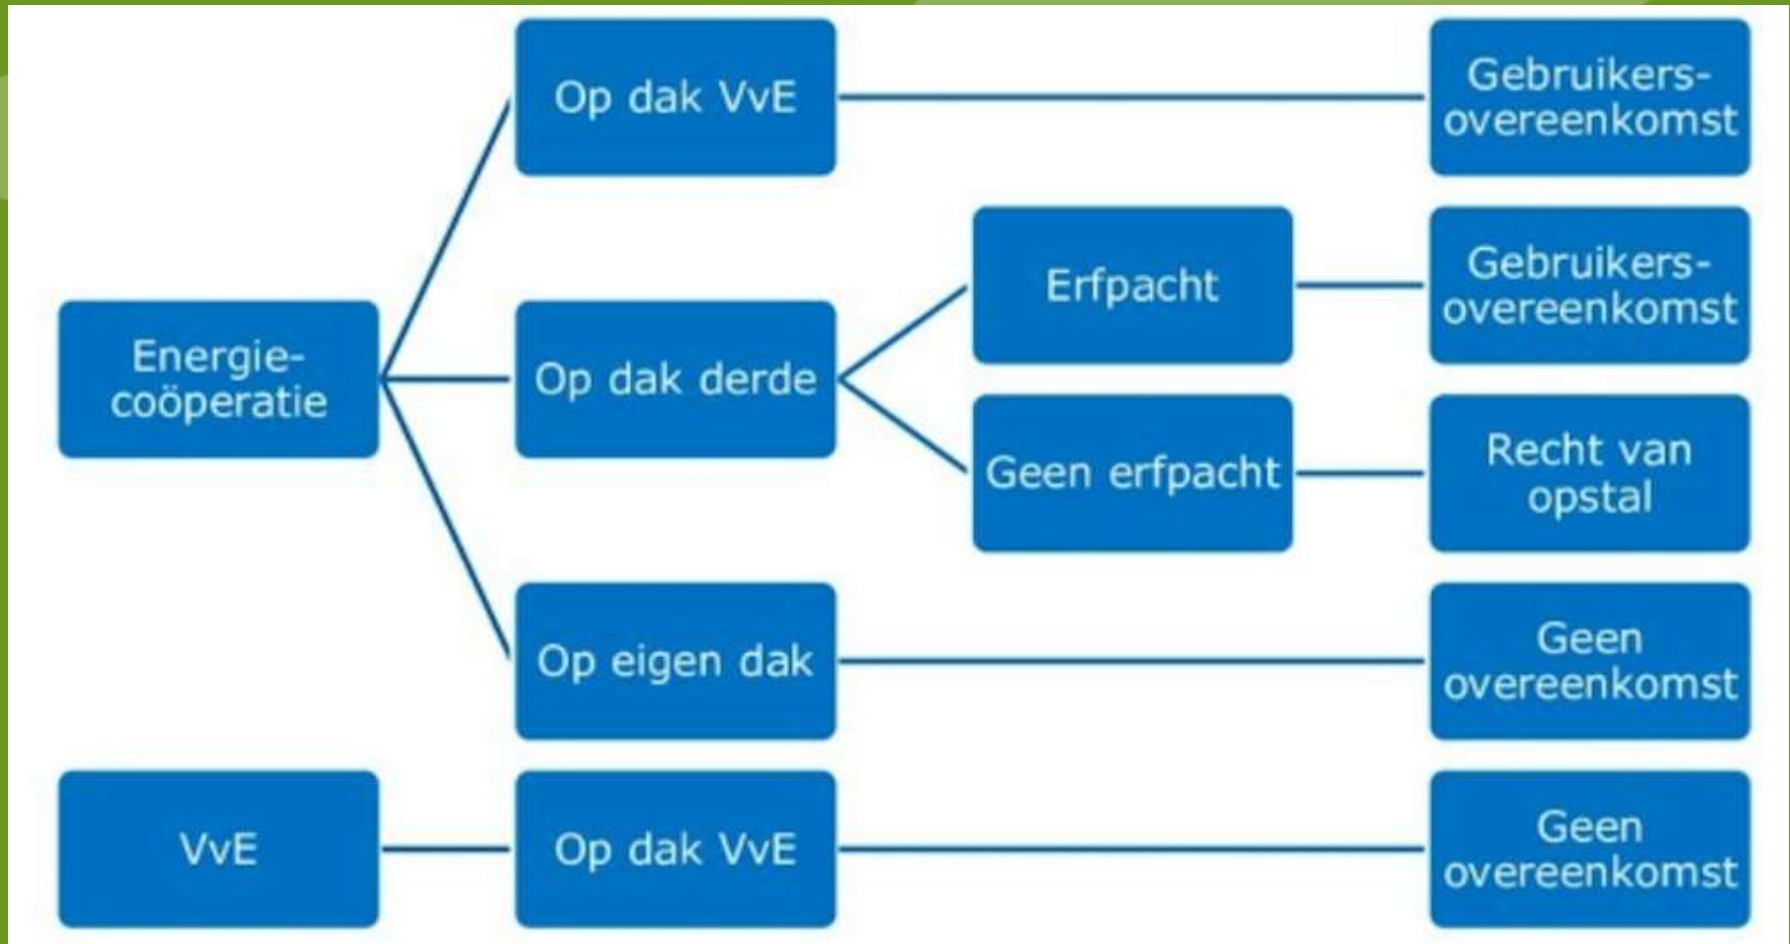 Op dak VvE
Gebruikers-
overeenkomst
Energie-
coöperatie
Op dak derde
Erfpacht
Gebruikers-
overeenkomst
Geen erfpacht
Recht van
opstal
Op eigen dak
Geen
overeenkomst
VvE
Op dak VvE
Geen
overeenkomst